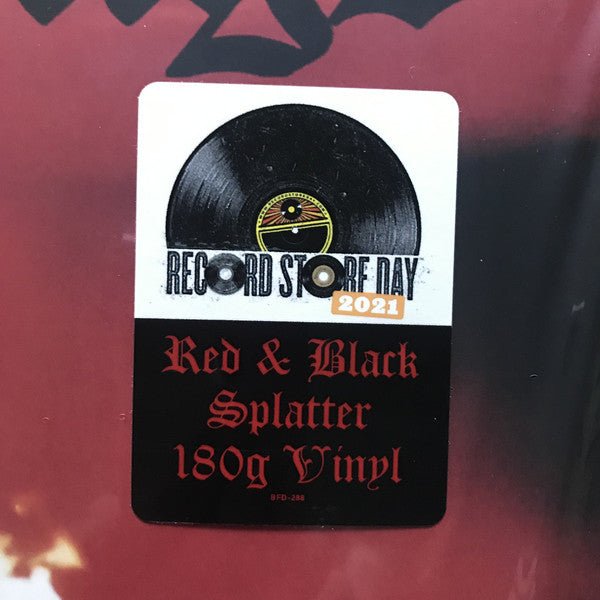 RECORD STORE DAY
2021
Red & Black
Splatter
180g Vinyl
BFD-288